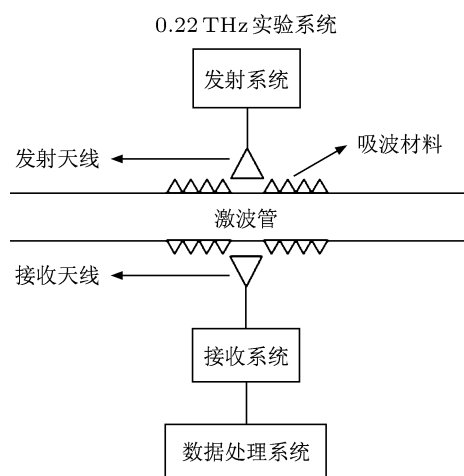 0.22 THz实验系统
发射系统
发射天线
吸波材料
激波管
接收天线
接收系统
数据处理系统